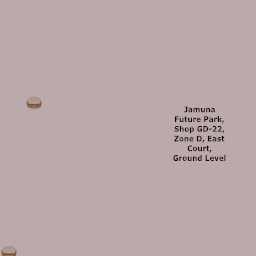 Jamuna
Future Park,
Shop GD-22,
Zone D, East
Court,
Ground Level